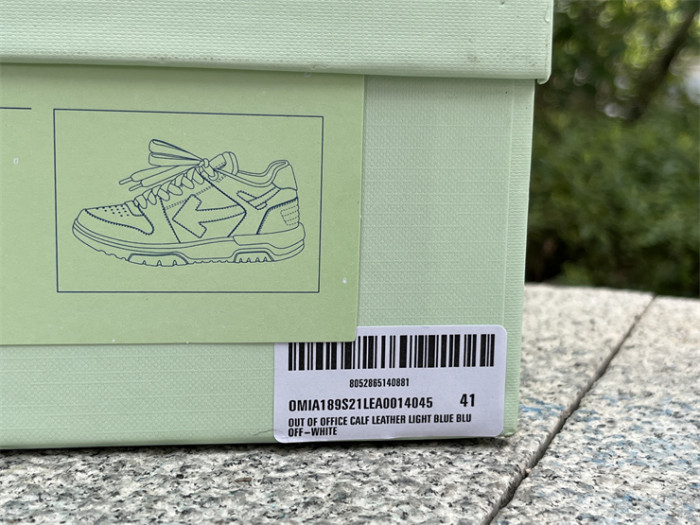 8052865140881
OMIA189S21LEA0014045 41
OUT OF OFFICE CALF LEATHER LIGHT BLUE BLU
OFF-WHITE